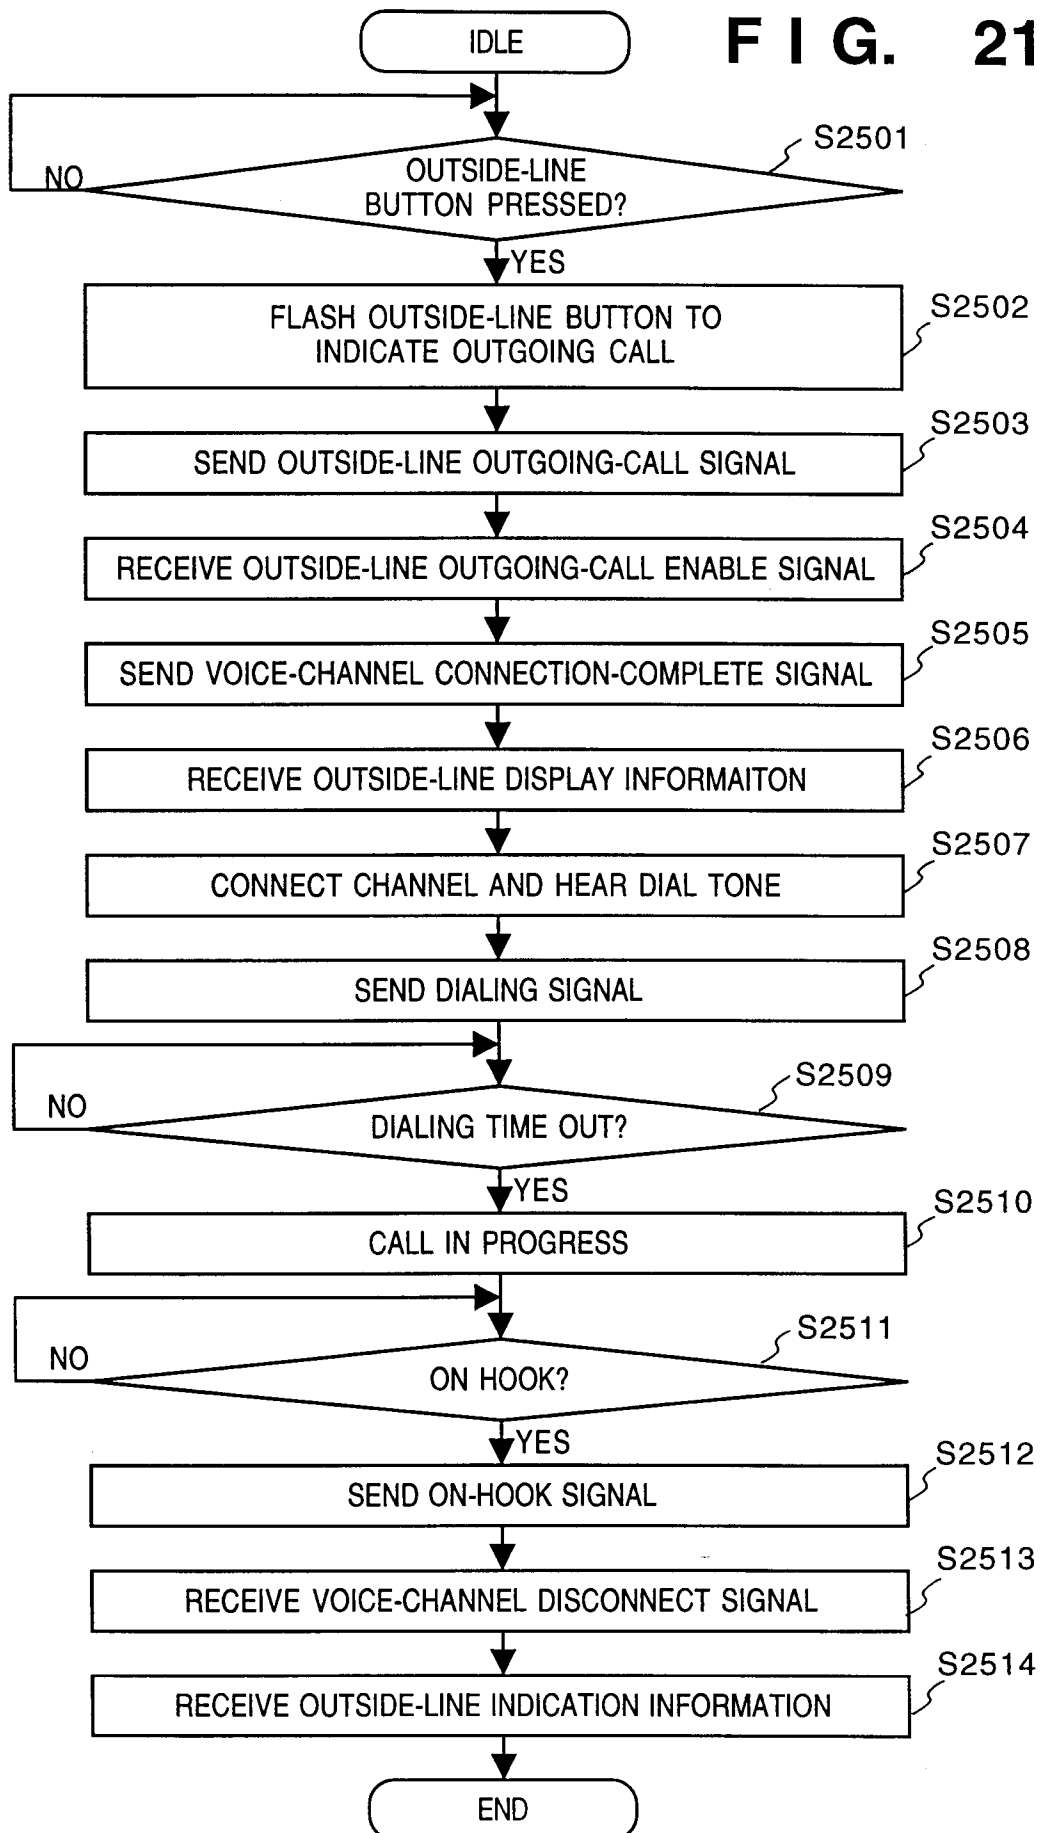 IDLE
F I G. 21
S2501
OUTSIDE-LINE
BUTTON PRESSED?
NO
YES
S2502
FLASH OUTSIDE-LINE BUTTON TO
INDICATE OUTGOING CALL
S2503
SEND OUTSIDE-LINE OUTGOING-CALL SIGNAL
S2504
RECEIVE OUTSIDE-LINE OUTGOING-CALL ENABLE SIGNAL
S2505
SEND VOICE-CHANNEL CONNECTION-COMPLETE SIGNAL
S2506
RECEIVE OUTSIDE-LINE DISPLAY INFORMAITON
S2507
CONNECT CHANNEL AND HEAR DIAL TONE
S2508
SEND DIALING SIGNAL
S2509
NO
DIALING TIME OUT?
YES
S2510
CALL IN PROGRESS
S2511
NO
ON HOOK?
YES
S2512
SEND ON-HOOK SIGNAL
S2513
RECEIVE VOICE-CHANNEL DISCONNECT SIGNAL
S2514
RECEIVE OUTSIDE-LINE INDICATION INFORMATION
END